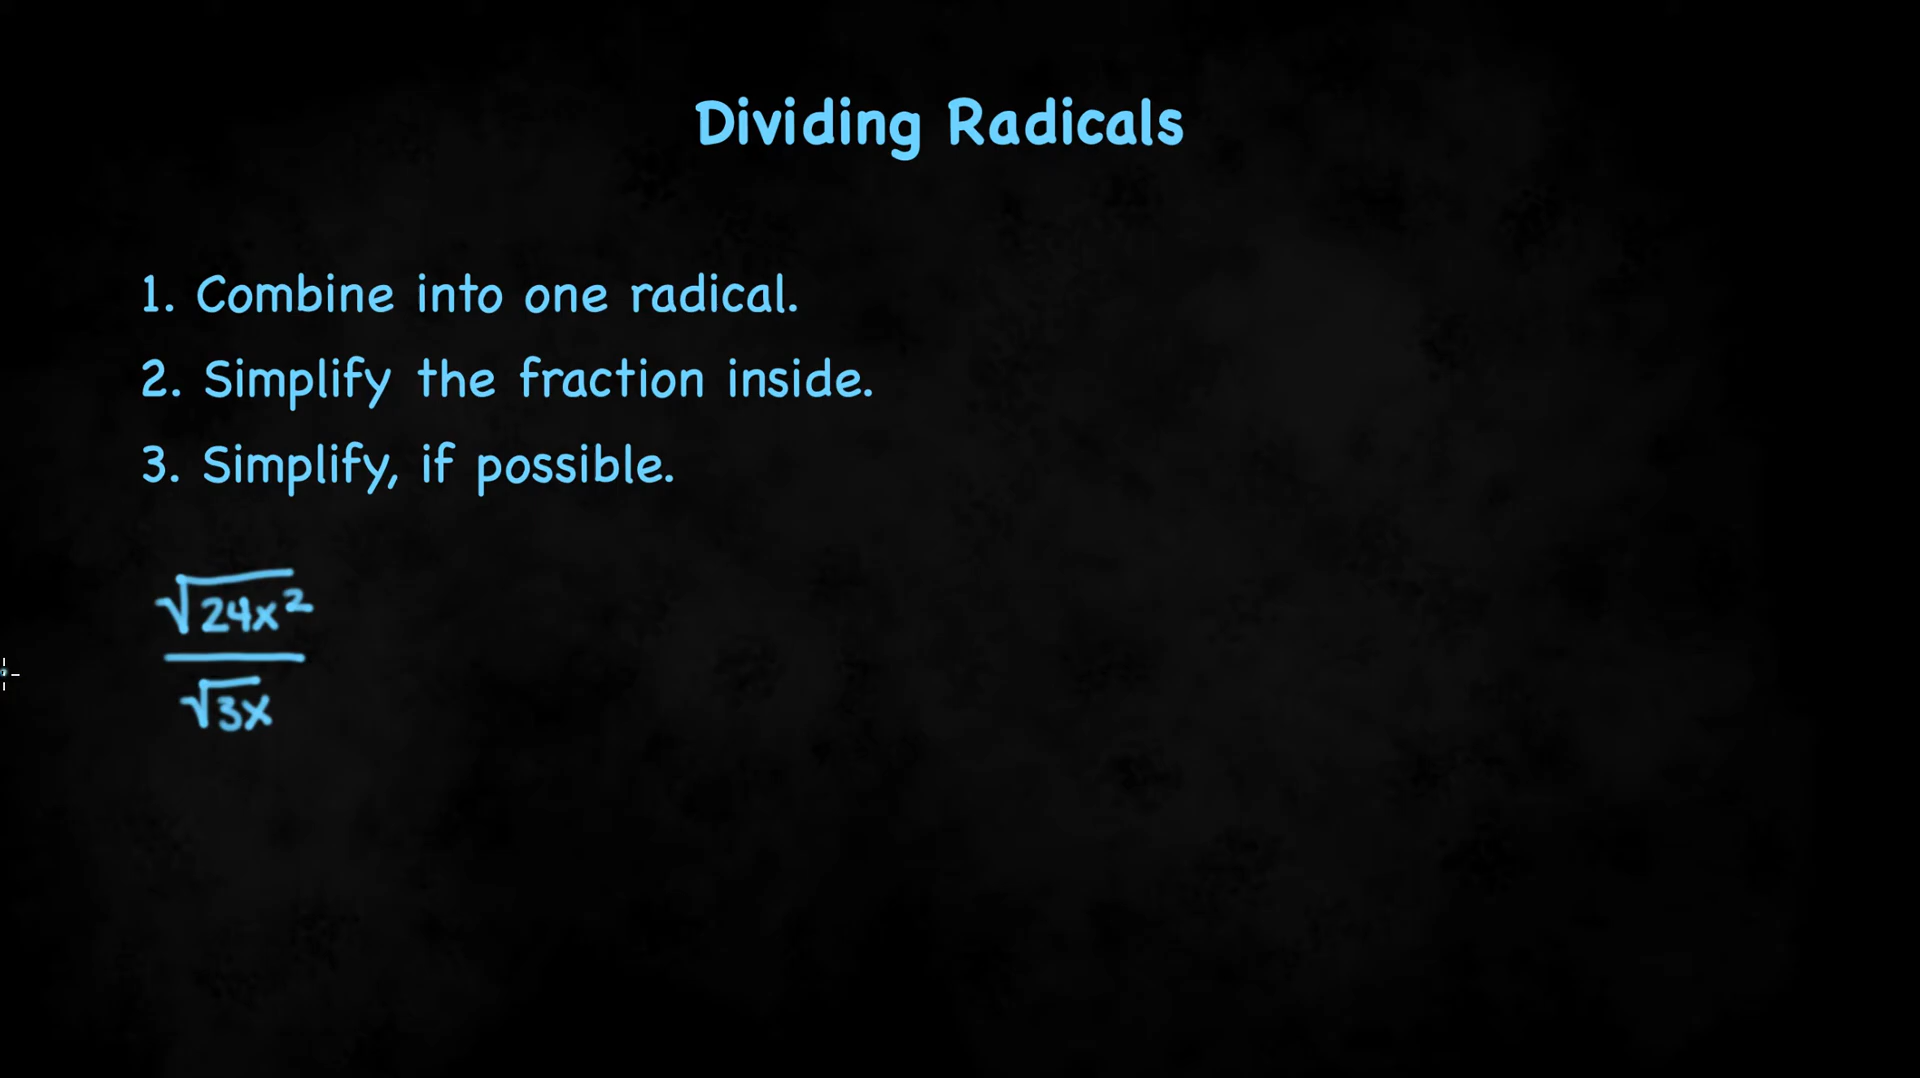 Dividing Radicals
1. Combine into one radical.
2. Simplify the fraction inside.
3. Simplify, if possible.
√24x²
√3x